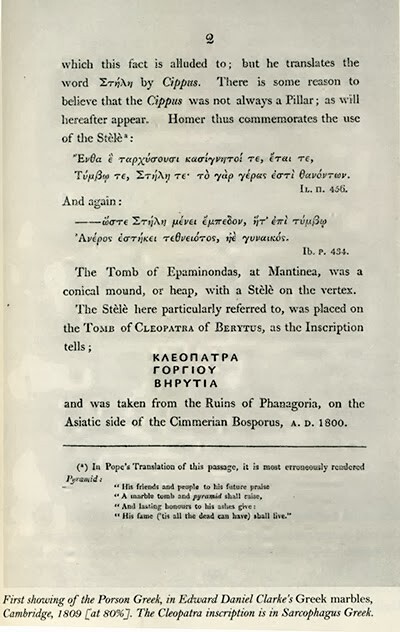 2
which this fact is alluded to; but he translates the
word Στήλη by Cippus. There is some reason to
believe that the Cippus was not always a Pillar; as will
hereafter appear. Homer thus commemorates the use
of the Stèlè*:
Ἔνθα ἑ ταρχύσουσι κασίγνητοί τε, ἔται τε,
Τύμβῳ τε, Στήλη τε· τὸ γὰρ γέρας ἐστὶ θανόντων.
Il. Π. 456.
And again:
——ὥστε Στήλη μένει ἔμπεδον, ἥτ' ἐπὶ τύμβῳ
Ἀνέρος ἑστήκει τεθνειότος, ἠὲ γυναικός.
Ib. P. 434.
The Tomb of Epaminondas, at Mantinea, was a
conical mound, or heap, with a Stèlè on the vertex.
The Stèlè here particularly referred to, was placed on
the Tomb of Cleopatra of Berytus, as the Inscription
tells;
ΚΛΕΟΠΑΤΡΑ
ΓΟΡΓΙΟΥ
ΒΗΡΥΤΙΑ
and was taken from the Ruins of Phanagoria, on the
Asiatic side of the Cimmerian Bosporus, A. D. 1800.
(*) In Pope's Translation of this passage, it is most erroneously rendered
Pyramid:
"His friends and people to his future praise
"A marble tomb and pyramid shall raise,
"And lasting honours to his ashes give:
"His fame ('tis all the dead can have) shall live."
First showing of the Porson Greek, in Edward Daniel Clarke's Greek marbles,
Cambridge, 1809 [at 80%]. The Cleopatra inscription is in Sarcophagus Greek.